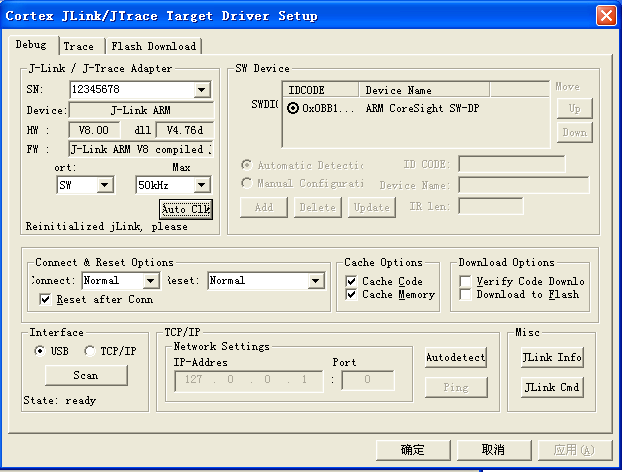 Cortex JLink/JTrace Target Driver Setup
Debug Trace Flash Download
J-Link / J-Trace Adapter
SN: 12345678
Device: J-Link ARM
HW : V8.00 dll V4.76d
FW : J-Link ARM V8 compiled
ort: Max
SW 50kHz
Auto Clk
Reinitialized jLink, please
SW Device
IDCODE Device Name Move
SWDIO 0x0BB1... ARM CoreSight SW-DP Up
Down
Automatic Detectio ID CODE:
Manual Configurati Device Name:
Add Delete Update IR len:
Connect & Reset Options
Connect: Normal Reset: Normal
Reset after Conn
Cache Options
Cache Code
Cache Memory
Download Options
Verify Code Downlo
Download to Flash
Interface
USB TCP/IP
Scan
State: ready
TCP/IP
Network Settings
IP-Addres Port
127 . 0 . 0 . 1 : 0
Autodetect
Ping
Misc
JLink Info
JLink Cmd
确定 取消 应用(A)